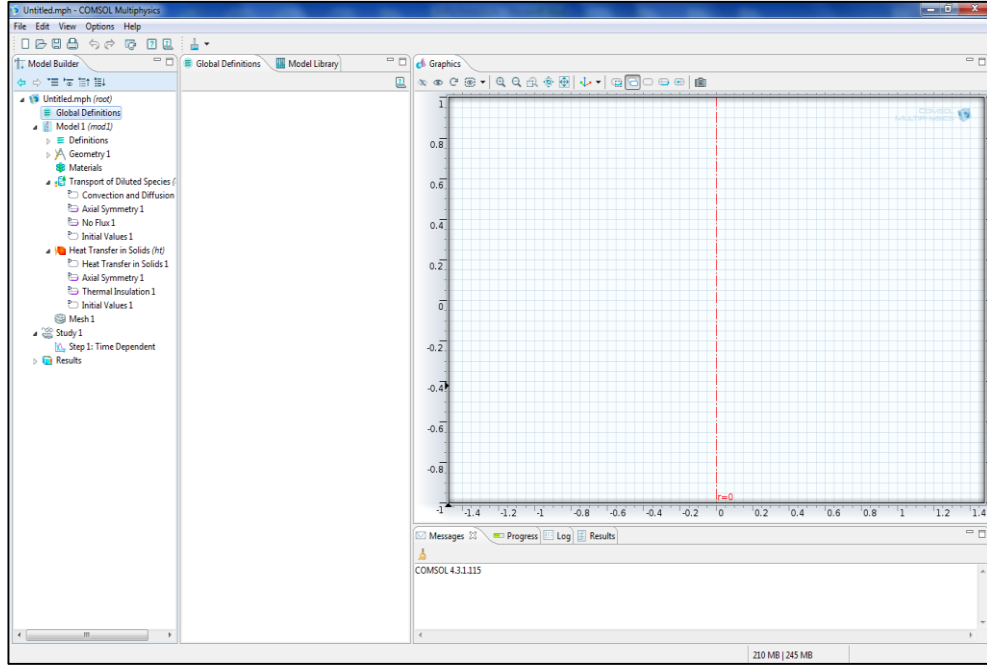 Untitled.mph - COMSOL Multiphysics
File Edit View Options Help
Model Builder
Global Definitions
Model Library
Graphics
Untitled.mph (root)
Global Definitions
Model 1 (mod1)
Definitions
Geometry 1
Materials
Transport of Diluted Species (
Convection and Diffusion
Axial Symmetry 1
No Flux 1
Initial Values 1
Heat Transfer in Solids (ht)
Heat Transfer in Solids 1
Axial Symmetry 1
Thermal Insulation 1
Initial Values 1
Mesh 1
Study 1
Step 1: Time Dependent
Results
COMSOL
MULTIPHYSICS
1
0.8
0.6
0.4
0.2
0
-0.2
-0.4
-0.6
-0.8
-1
r=0
-1.4 -1.2 -1 -0.8 -0.6 -0.4 -0.2 0 0.2 0.4 0.6 0.8 1 1.2 1.4
Messages Progress Log Results
COMSOL 4.3.1.115
210 MB | 245 MB